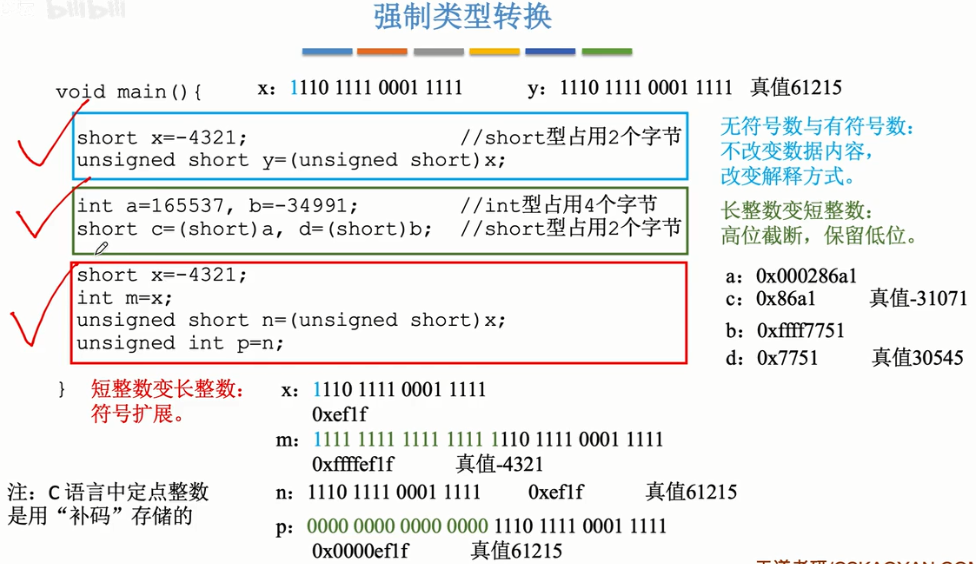 bilibili
强制类型转换
void main(){
x: 1110 1111 0001 1111
y: 1110 1111 0001 1111 真值61215
short x=-4321; //short型占用2个字节
unsigned short y=(unsigned short)x;
无符号数与有符号数:
不改变数据内容，
改变解释方式。
int a=165537, b=-34991; //int型占用4个字节
short c=(short)a, d=(short)b; //short型占用2个字节
长整数变短整数:
高位截断，保留低位。
short x=-4321;
int m=x;
unsigned short n=(unsigned short)x;
unsigned int p=n;
a: 0x000286a1
c: 0x86a1 真值-31071
b: 0xffff7751
d: 0x7751 真值30545
}
短整数变长整数:
符号扩展。
x: 1110 1111 0001 1111
0xef1f
m: 1111 1111 1111 1111 1110 1111 0001 1111
0xffffef1f 真值-4321
注: C 语言中定点整数
是用“补码”存储的
n: 1110 1111 0001 1111 0xef1f 真值61215
p: 0000 0000 0000 0000 1110 1111 0001 1111
0x0000ef1f 真值61215